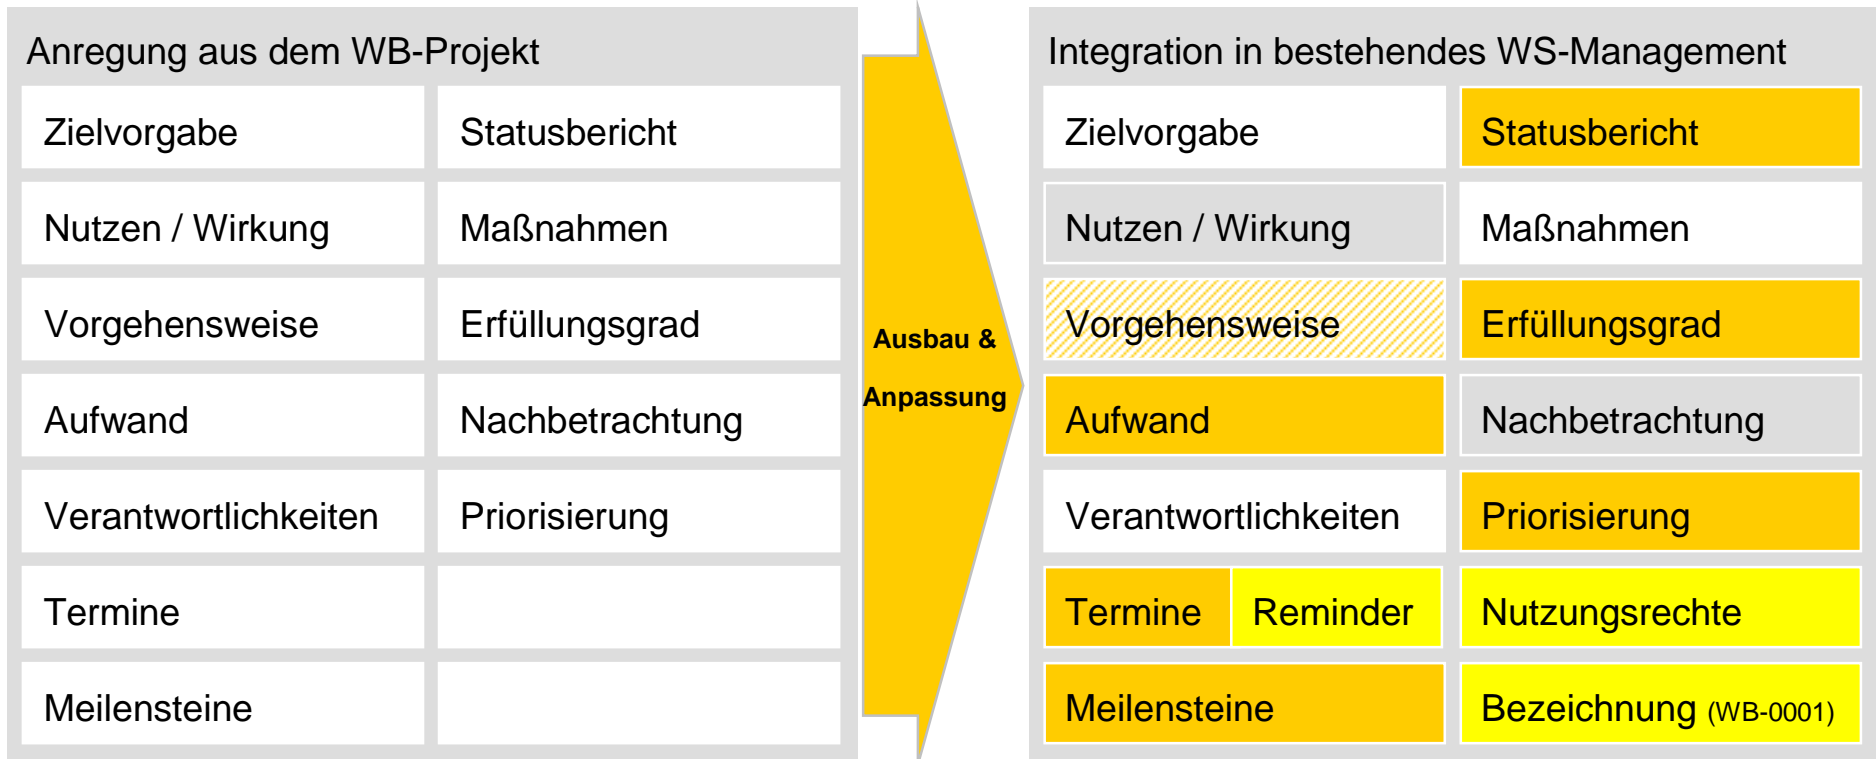 Anregung aus dem WB-Projekt
Zielvorgabe
Statusbericht
Nutzen / Wirkung
Maßnahmen
Vorgehensweise
Erfüllungsgrad
Aufwand
Nachbetrachtung
Verantwortlichkeiten
Priorisierung
Termine
Meilensteine
Ausbau &
Anpassung
Integration in bestehendes WS-Management
Zielvorgabe
Statusbericht
Nutzen / Wirkung
Maßnahmen
Vorgehensweise
Erfüllungsgrad
Aufwand
Nachbetrachtung
Verantwortlichkeiten
Priorisierung
Termine
Reminder
Nutzungsrechte
Meilensteine
Bezeichnung (WB-0001)